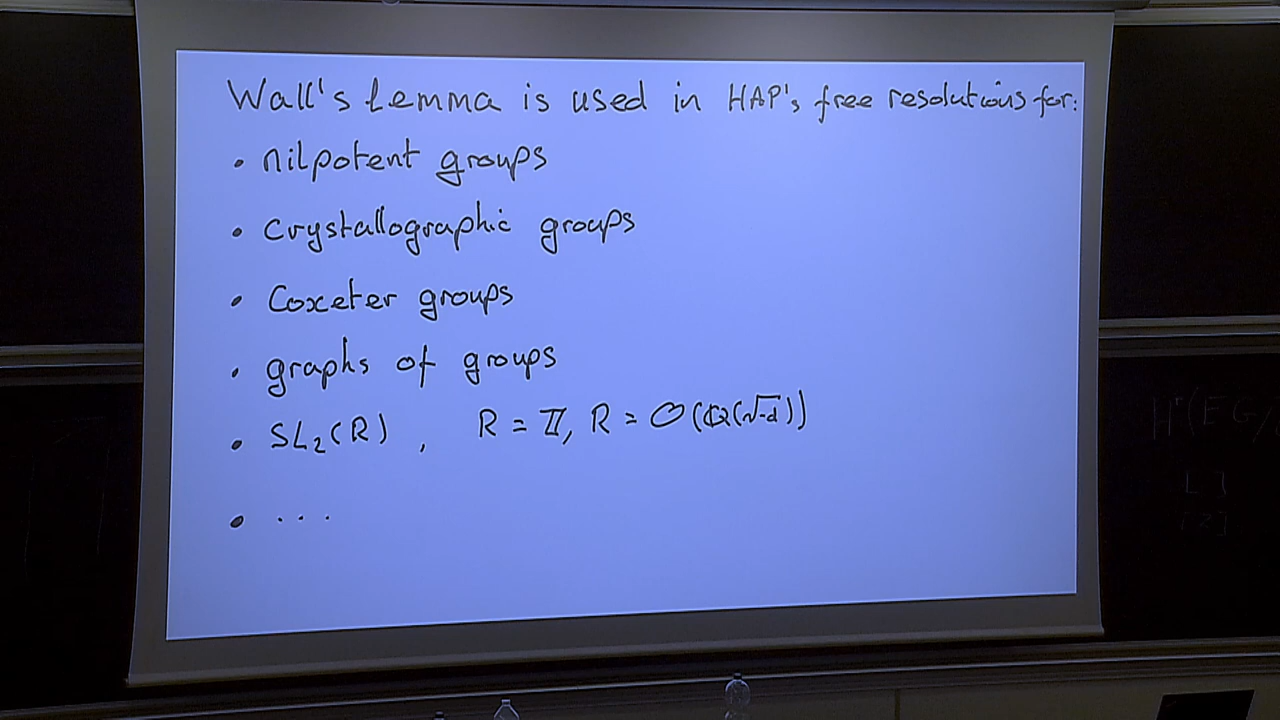 Wall's Lemma is used in HAP's free resolutions for:
• nilpotent groups
• crystallographic groups
• Coxeter groups
• graphs of groups
• SL₂(R) , R = ℤ, R = O(ℚ(√-d))
• ...
H*(EG/